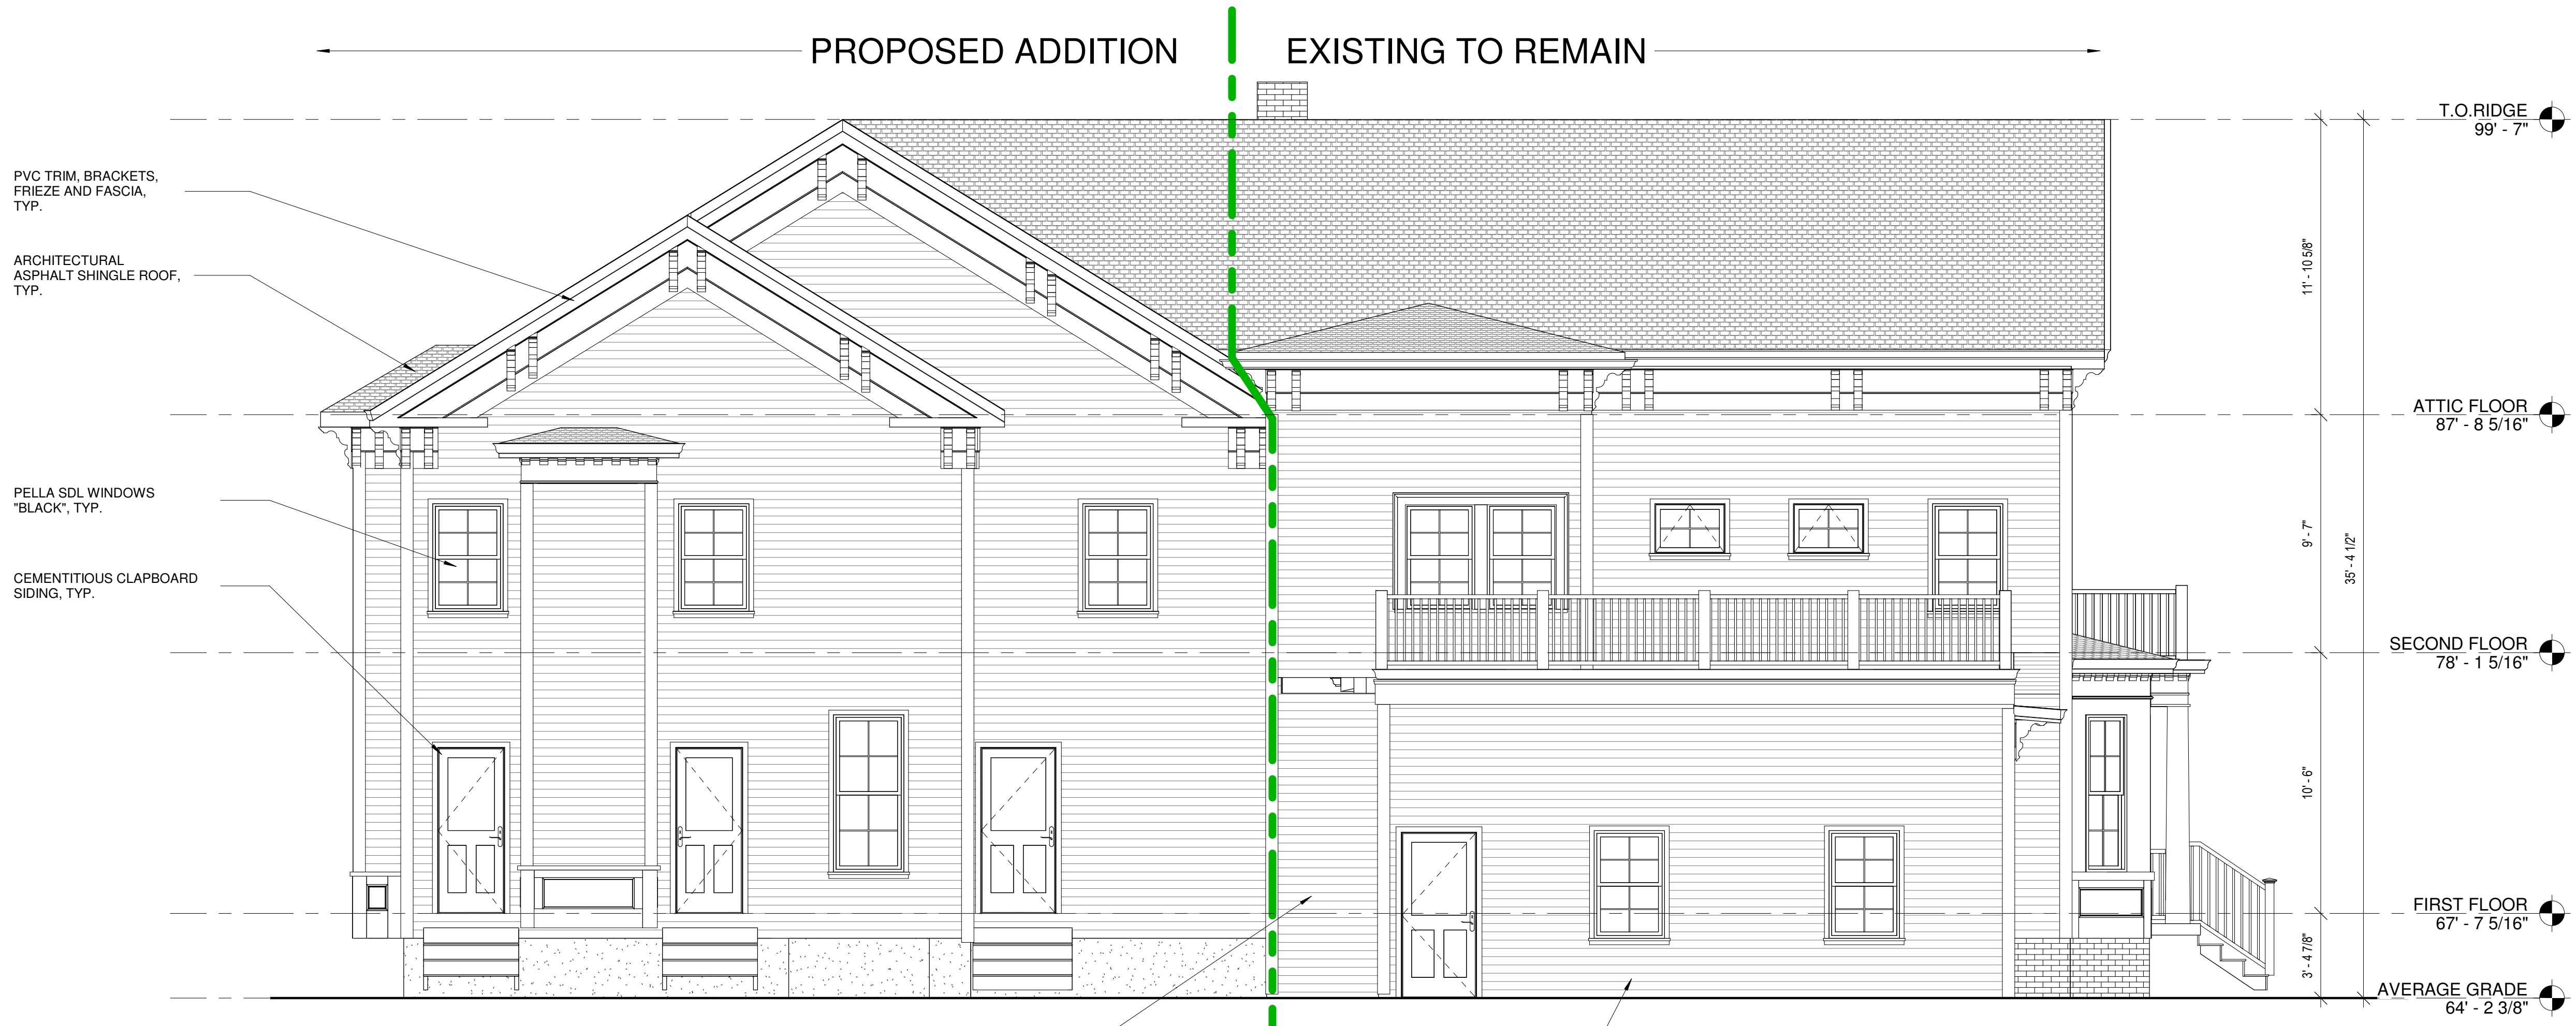 PROPOSED ADDITION
EXISTING TO REMAIN
T.O.RIDGE
99' - 7"
PVC TRIM, BRACKETS,
FRIEZE AND FASCIA,
TYP.
ARCHITECTURAL
ASPHALT SHINGLE ROOF,
TYP.
11' - 10 5/8"
ATTIC FLOOR
87' - 8 5/16"
PELLA SDL WINDOWS
"BLACK", TYP.
9' - 7"
35' - 4 1/2"
CEMENTITIOUS CLAPBOARD
SIDING, TYP.
SECOND FLOOR
78' - 1 5/16"
10' - 6"
FIRST FLOOR
67' - 7 5/16"
3' - 4 7/8"
AVERAGE GRADE
64' - 2 3/8"